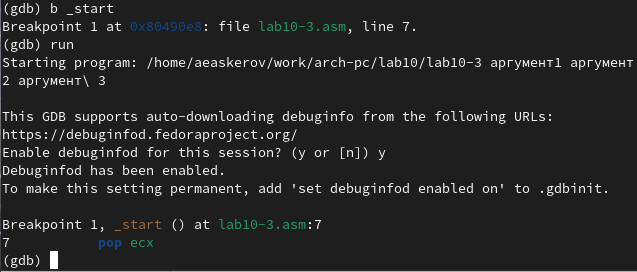 (gdb) b _start
Breakpoint 1 at 0x80490e8: file lab10-3.asm, line 7.
(gdb) run
Starting program: /home/aeaskerov/work/arch-pc/lab10/lab10-3 аргумент1 аргумент
2 аргумент\ 3
This GDB supports auto-downloading debuginfo from the following URLs:
https://debuginfod.fedoraproject.org/
Enable debuginfod for this session? (y or [n]) y
Debuginfod has been enabled.
To make this setting permanent, add 'set debuginfod enabled on' to .gdbinit.
Breakpoint 1, _start () at lab10-3.asm:7
7 pop ecx
(gdb)